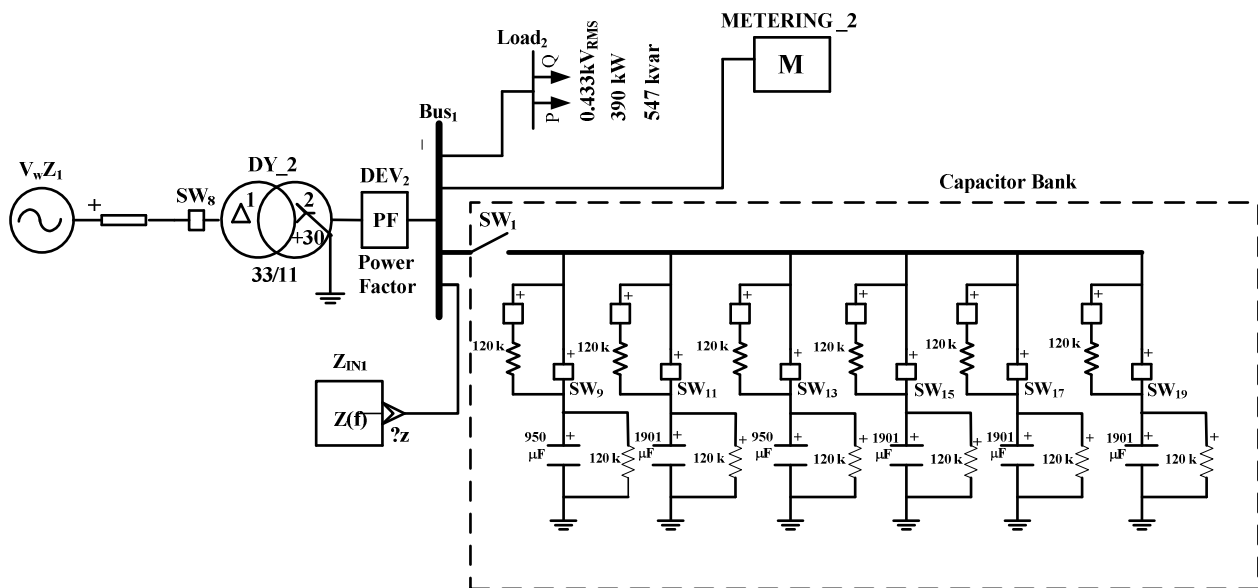 METERING_2
M
Load₂
Q
P
0.433kV_RMS
390 kW
547 kvar
Bus₁
–
VwZ₁
+
SW₈
DY_2
1
2
+30
33/11
DEV₂
PF
Power
Factor
Capacitor Bank
SW₁
Z_IN1
Z(f)
?z
+
+
+
+
+
+
120 k
120 k
120 k
120 k
120 k
120 k
+
+
+
+
+
+
SW₉
SW₁₁
SW₁₃
SW₁₅
SW₁₇
SW₁₉
950
µF
+
+
120 k
1901
µF
+
+
120 k
950
µF
+
+
120 k
1901
µF
+
+
120 k
1901
µF
+
+
120 k
1901
µF
+
+
120 k